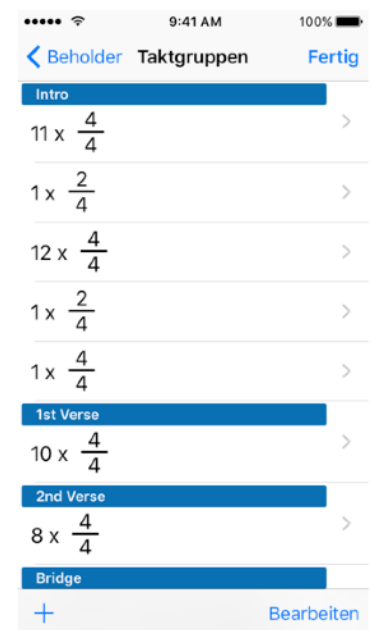 9:41 AM 100%
Beholder Taktgruppen Fertig
Intro
11 x 4/4
1 x 2/4
12 x 4/4
1 x 2/4
1 x 4/4
1st Verse
10 x 4/4
2nd Verse
8 x 4/4
Bridge
+ Bearbeiten